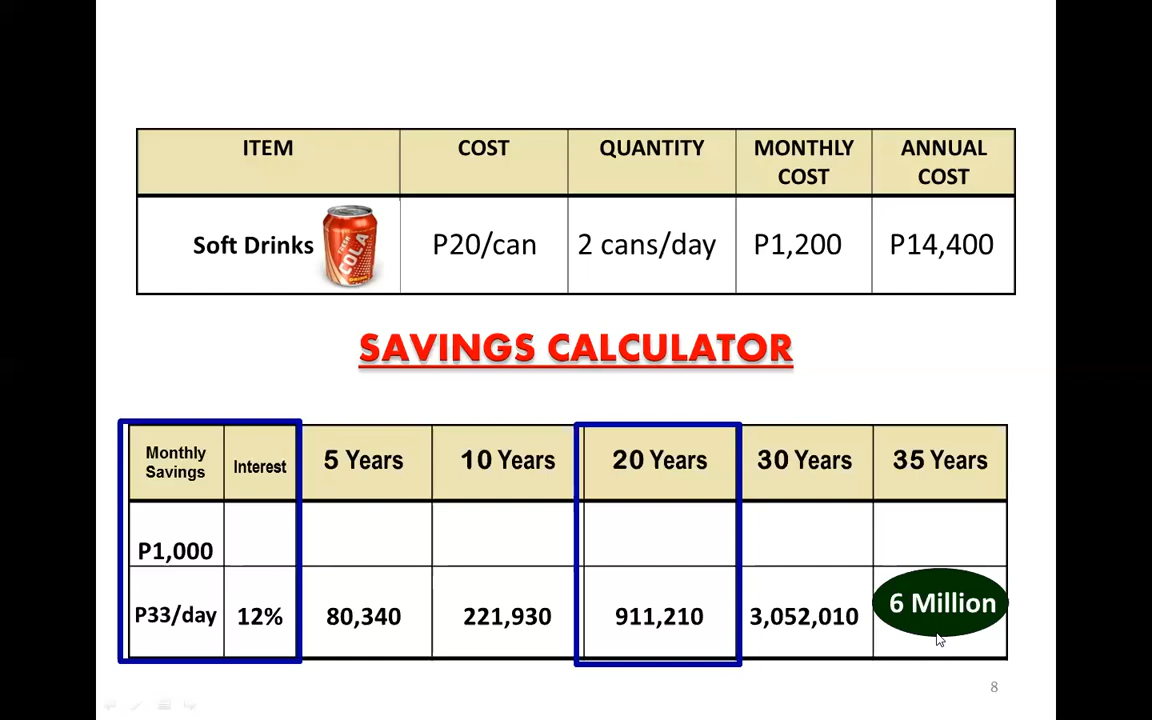 ITEM COST QUANTITY MONTHLY COST ANNUAL COST
Soft Drinks FRESH COLA P20/can 2 cans/day P1,200 P14,400
SAVINGS CALCULATOR
Monthly Savings Interest 5 Years 10 Years 20 Years 30 Years 35 Years
P1,000
P33/day 12% 80,340 221,930 911,210 3,052,010 6 Million
8